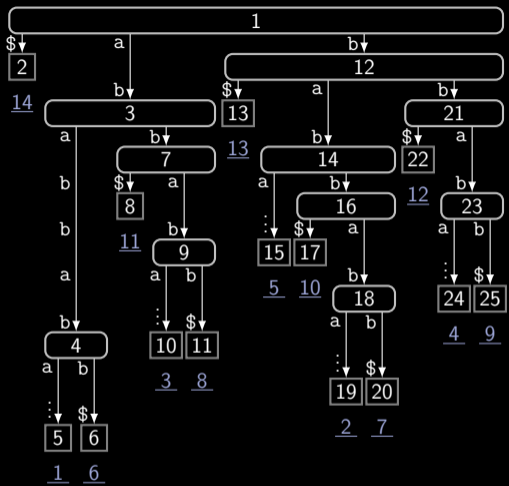 1
$ a b
2 12
14 b $ a b
3 13 21
a b 13 b $ a
7 14 22
b $ a a b 12 b
8 16 23
b 11 b ⋮ $ a a b
9 15 17 ⋮ $
a a b 5 10 b 24 25
b ⋮ $ 18 4 9
4 10 11 a b
a b 3 8 ⋮ $
⋮ $ 19 20
5 6 2 7
1 6